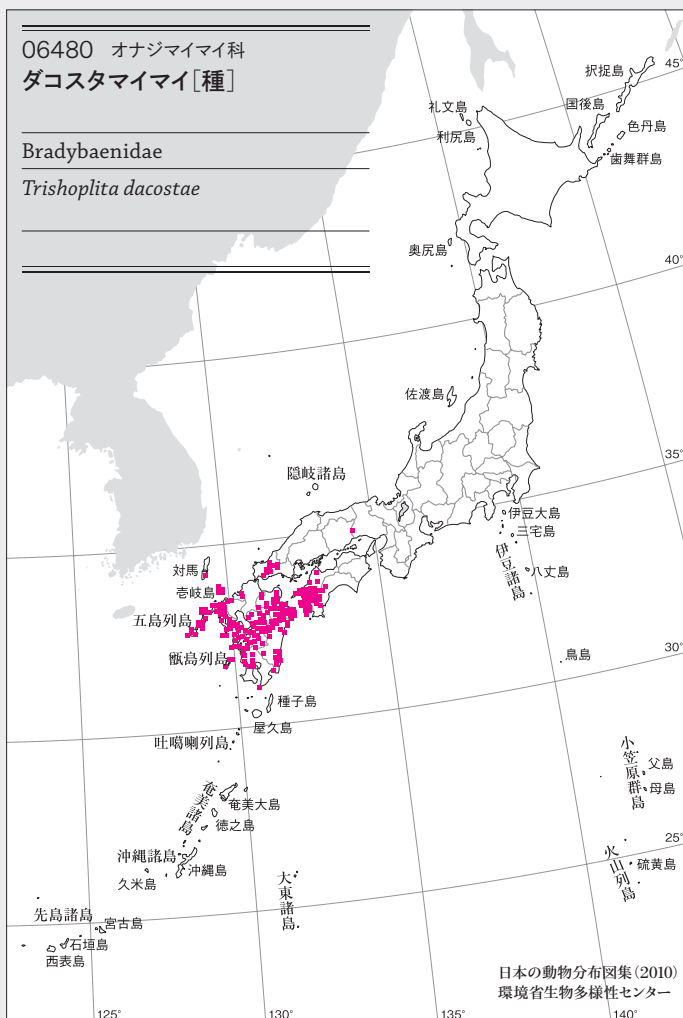 06480 オナジマイマイ科
ダコスタマイマイ[種]
Bradybaenidae
Trishoplita dacostae
択捉島
45°
国後島
礼文島
色丹島
利尻島
歯舞群島
奥尻島
40°
佐渡島
35°
隠岐諸島
伊豆大島
三宅島
伊豆諸島
八丈島
対馬
壱岐島
五島列島
甑島列島
鳥島
30°
種子島
屋久島
吐噶喇列島
小笠原群島
父島
母島
奄美諸島
奄美大島
徳之島
25°
沖縄諸島
沖縄島
久米島
火山列島
硫黄島
大東諸島
先島諸島
宮古島
石垣島
西表島
日本の動物分布図集(2010)
環境省生物多様性センター
125°
130°
135°
140°